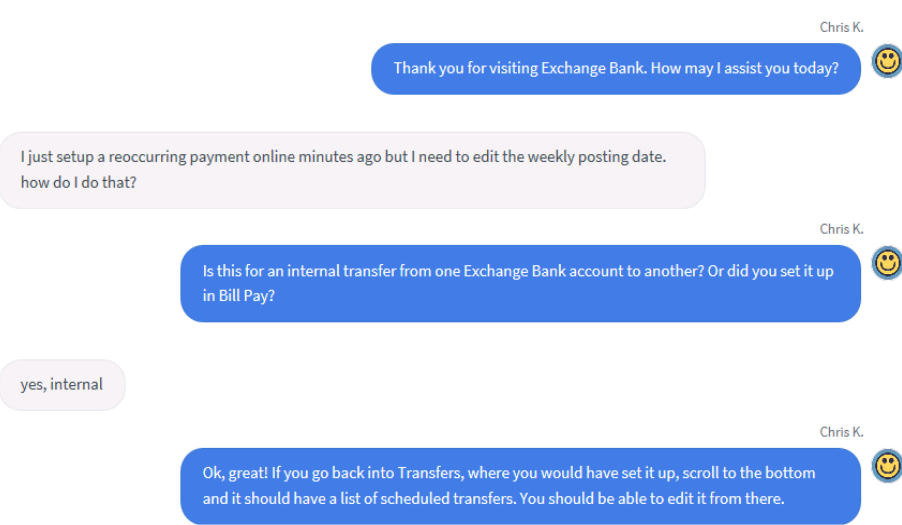 Chris K.
Thank you for visiting Exchange Bank. How may I assist you today?
I just setup a reoccurring payment online minutes ago but I need to edit the weekly posting date.
how do I do that?
Chris K.
Is this for an internal transfer from one Exchange Bank account to another? Or did you set it up
in Bill Pay?
yes, internal
Chris K.
Ok, great! If you go back into Transfers, where you would have set it up, scroll to the bottom
and it should have a list of scheduled transfers. You should be able to edit it from there.